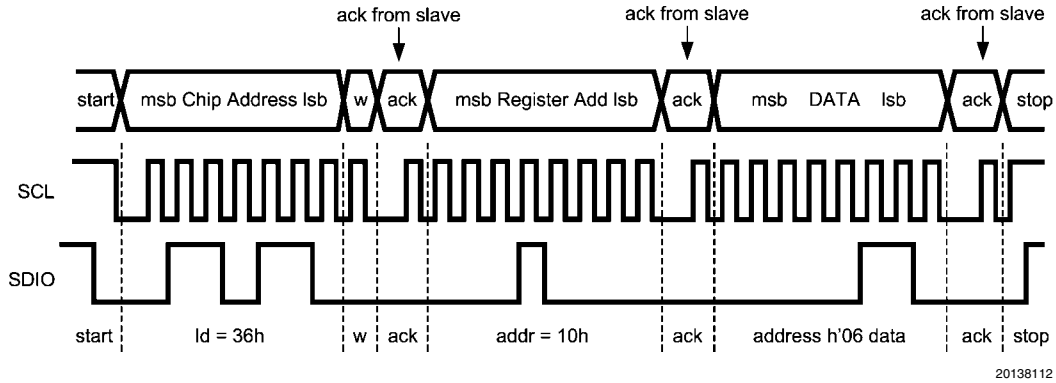 ack from slave ack from slave ack from slave
start msb Chip Address lsb w ack msb Register Add lsb ack msb DATA lsb ack stop
SCL
SDIO
start Id = 36h w ack addr = 10h ack address h'06 data ack stop
20138112